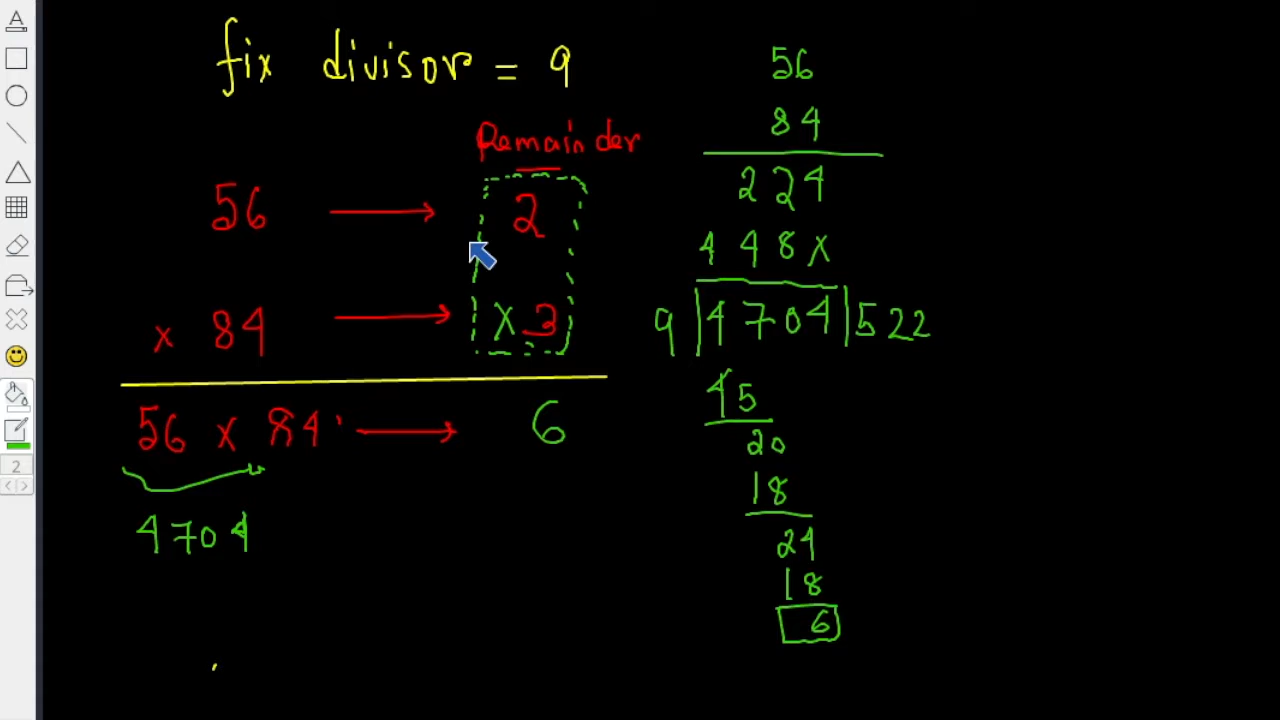 fix divisor = 9
Remainder
56 → 2
x 84 → x 3
56 x 84 → 6
4704
56
84
224
448x
9 | 4704 | 522
45
20
18
24
18
6
A
2